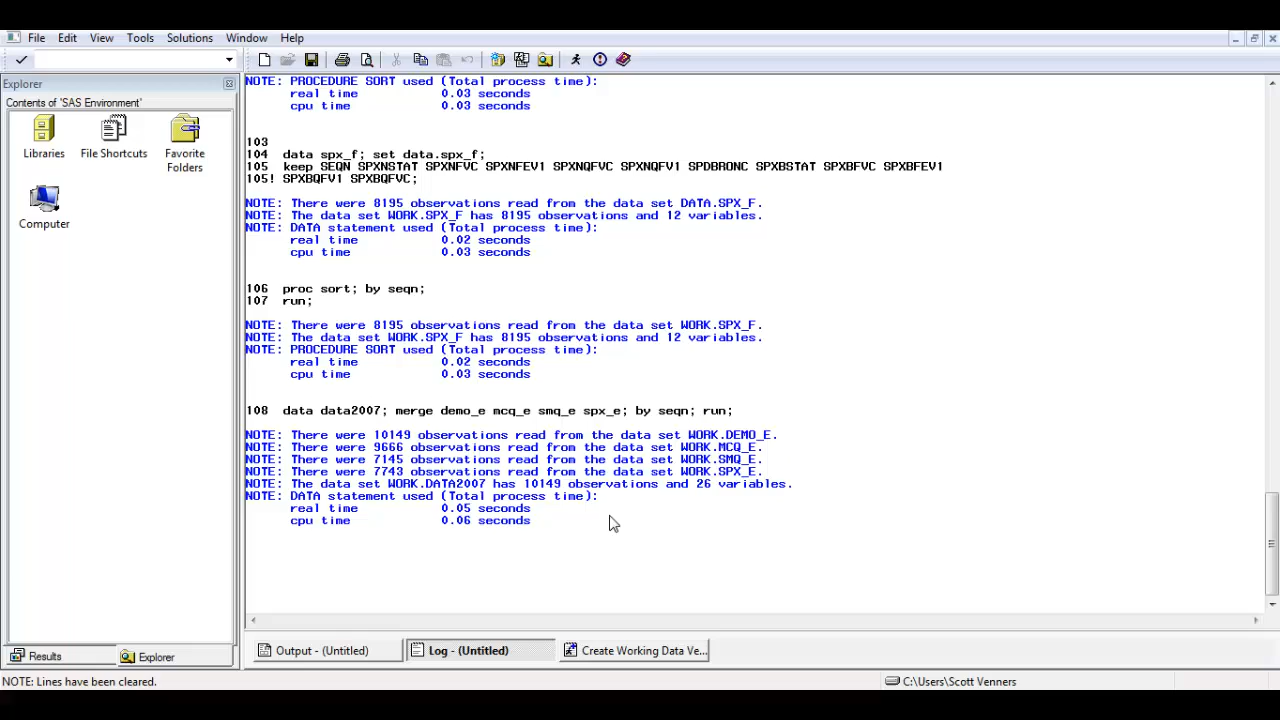 File Edit View Tools Solutions Window Help
Explorer
Contents of 'SAS Environment'
Libraries File Shortcuts Favorite Folders
Computer
NOTE: PROCEDURE SORT used (Total process time):
real time 0.03 seconds
cpu time 0.03 seconds
103
104 data spx_f; set data.spx_f;
105 keep SEQN SPXNSTAT SPXNFVC SPXNFEV1 SPXNQFVC SPXNQFV1 SPDBRONC SPXBSTAT SPXBFVC SPXBFEV1
105! SPXBQFV1 SPXBQFVC;
NOTE: There were 8195 observations read from the data set DATA.SPX_F.
NOTE: The data set WORK.SPX_F has 8195 observations and 12 variables.
NOTE: DATA statement used (Total process time):
real time 0.02 seconds
cpu time 0.03 seconds
106 proc sort; by seqn;
107 run;
NOTE: There were 8195 observations read from the data set WORK.SPX_F.
NOTE: The data set WORK.SPX_F has 8195 observations and 12 variables.
NOTE: PROCEDURE SORT used (Total process time):
real time 0.02 seconds
cpu time 0.03 seconds
108 data data2007; merge demo_e mcq_e smq_e spx_e; by seqn; run;
NOTE: There were 10149 observations read from the data set WORK.DEMO_E.
NOTE: There were 9666 observations read from the data set WORK.MCQ_E.
NOTE: There were 7145 observations read from the data set WORK.SMQ_E.
NOTE: There were 7743 observations read from the data set WORK.SPX_E.
NOTE: The data set WORK.DATA2007 has 10149 observations and 26 variables.
NOTE: DATA statement used (Total process time):
real time 0.05 seconds
cpu time 0.06 seconds
Results Explorer
Output - (Untitled) Log - (Untitled) Create Working Data Ve...
NOTE: Lines have been cleared. C:\Users\Scott Venners